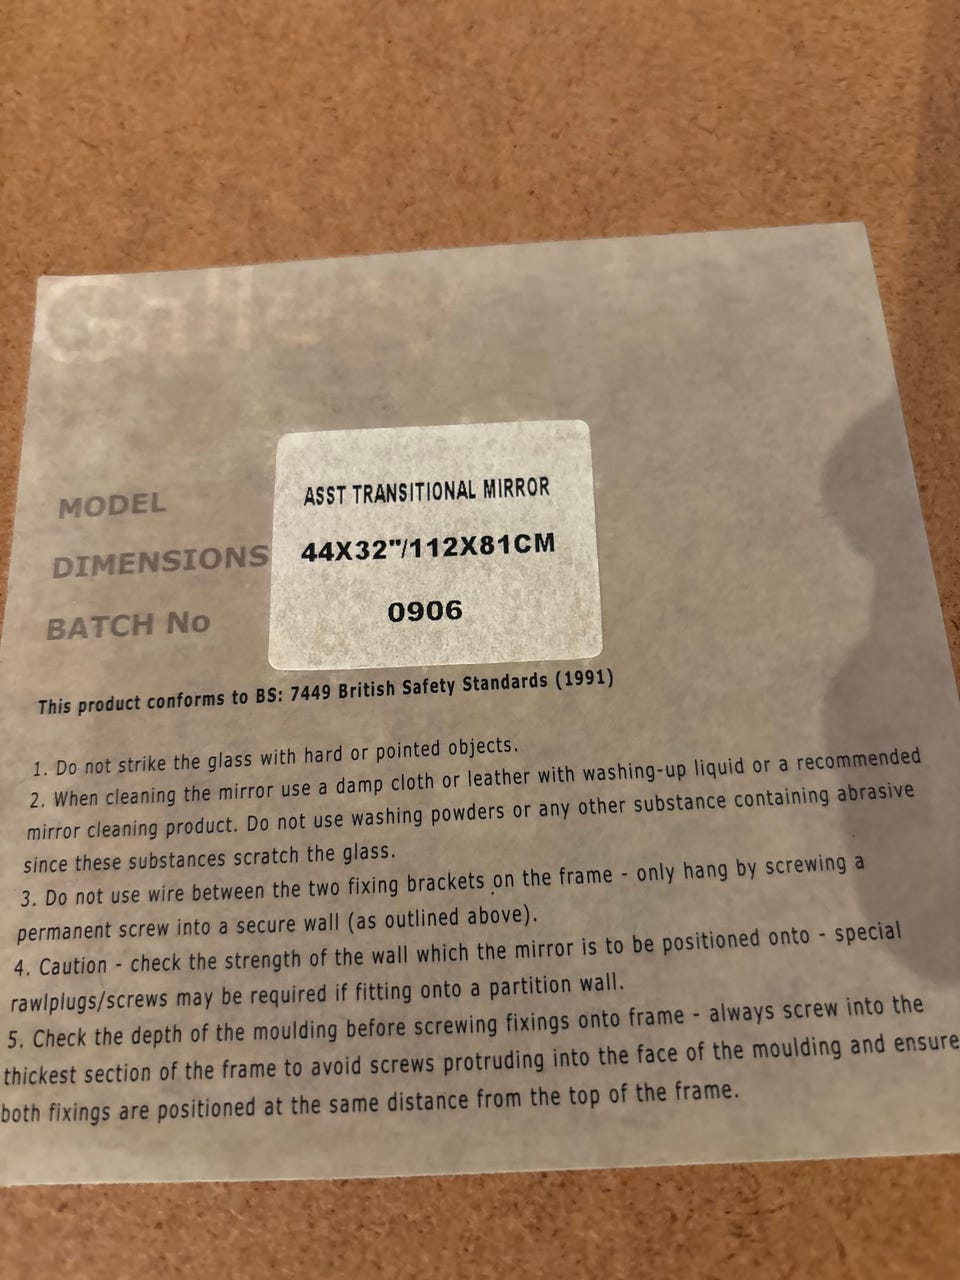 MODEL ASST TRANSITIONAL MIRROR
DIMENSIONS 44X32"/112X81CM
BATCH No 0906
This product conforms to BS: 7449 British Safety Standards (1991)
1. Do not strike the glass with hard or pointed objects.
2. When cleaning the mirror use a damp cloth or leather with washing-up liquid or a recommended
mirror cleaning product. Do not use washing powders or any other substance containing abrasive
since these substances scratch the glass.
3. Do not use wire between the two fixing brackets on the frame - only hang by screwing a
permanent screw into a secure wall (as outlined above).
4. Caution - check the strength of the wall which the mirror is to be positioned onto - special
rawlplugs/screws may be required if fitting onto a partition wall.
5. Check the depth of the moulding before screwing fixings onto frame - always screw into the
thickest section of the frame to avoid screws protruding into the face of the moulding and ensure
both fixings are positioned at the same distance from the top of the frame.